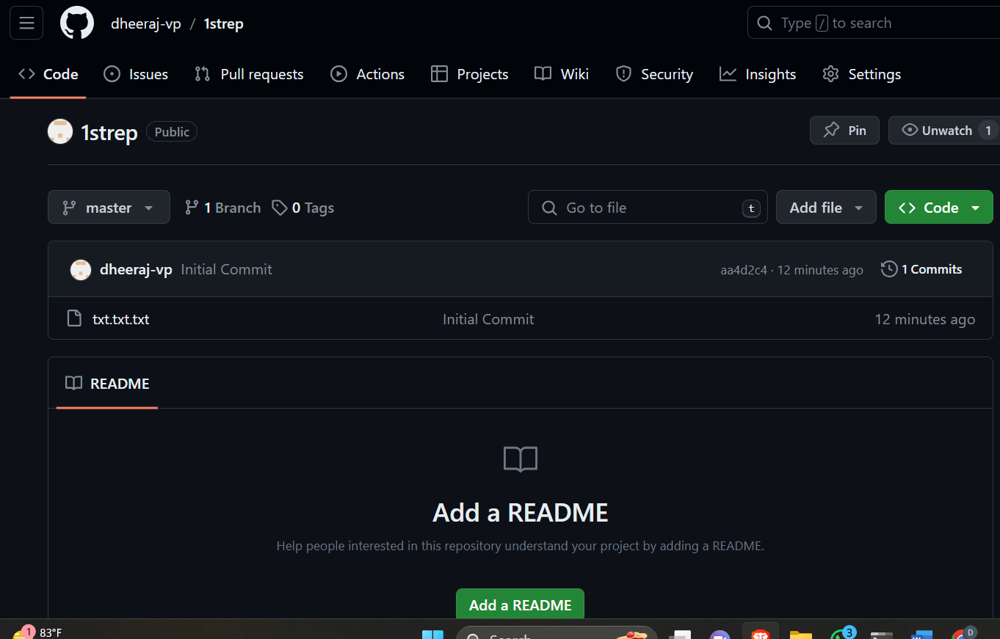 dheeraj-vp / 1strep
Type / to search
Code Issues Pull requests Actions Projects Wiki Security Insights Settings
1strep Public
Pin Unwatch 1
master 1 Branch 0 Tags
Go to file t Add file Code
dheeraj-vp Initial Commit aa4d2c4 · 12 minutes ago 1 Commits
txt.txt.txt Initial Commit 12 minutes ago
README
Add a README
Help people interested in this repository understand your project by adding a README.
Add a README
1 83°F Search 3 D